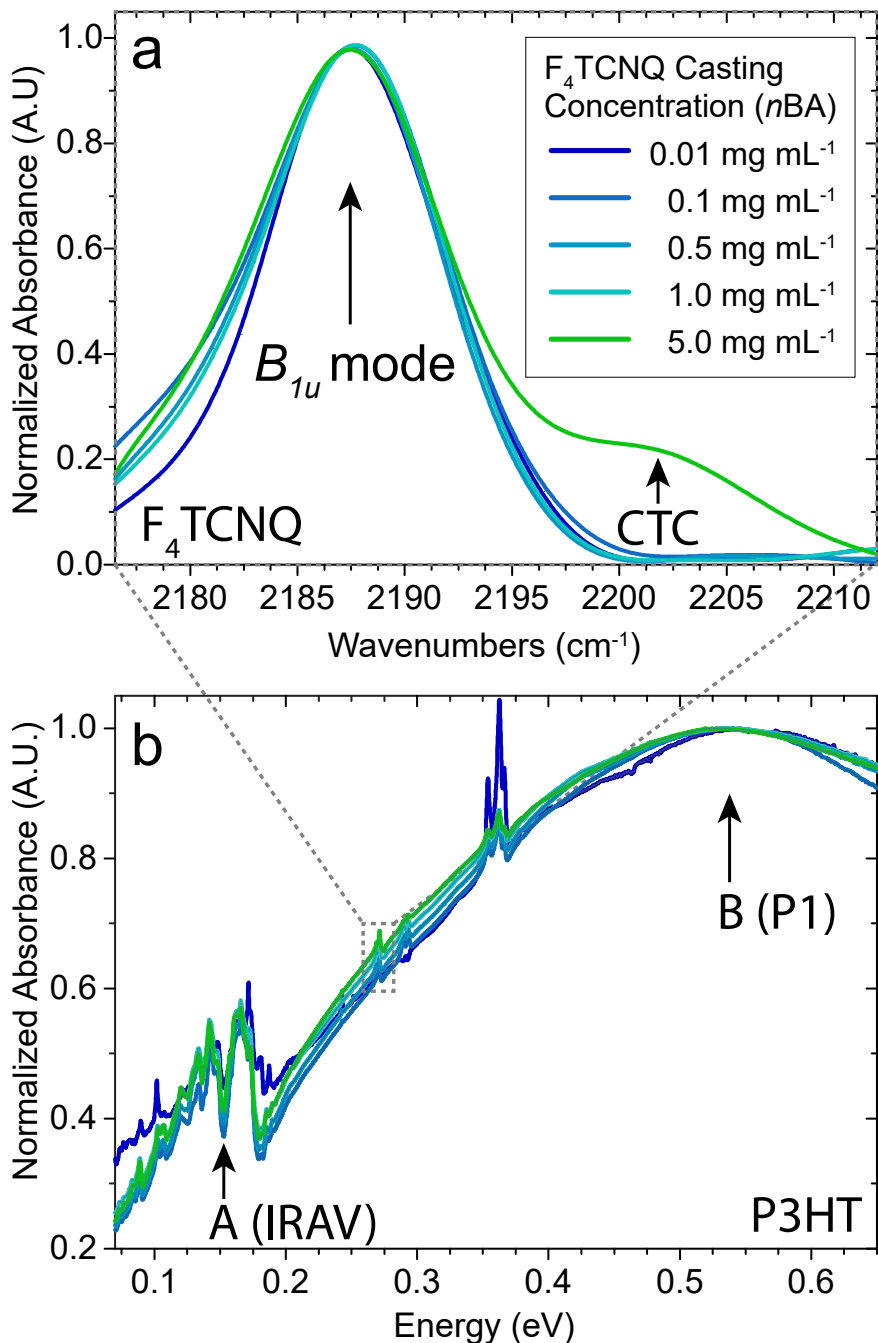 a
F₄TCNQ Casting
Concentration (nBA)
0.01 mg mL⁻¹
0.1 mg mL⁻¹
0.5 mg mL⁻¹
1.0 mg mL⁻¹
5.0 mg mL⁻¹
B₁ᵤ mode
CTC
F₄TCNQ
Normalized Absorbance (A.U)
1.0
0.8
0.6
0.4
0.2
0.0
2180 2185 2190 2195 2200 2205 2210
Wavenumbers (cm⁻¹)
b
B (P1)
A (IRAV)
P3HT
Normalized Absorbance (A.U.)
1.0
0.8
0.6
0.4
0.2
0.1 0.2 0.3 0.4 0.5 0.6
Energy (eV)